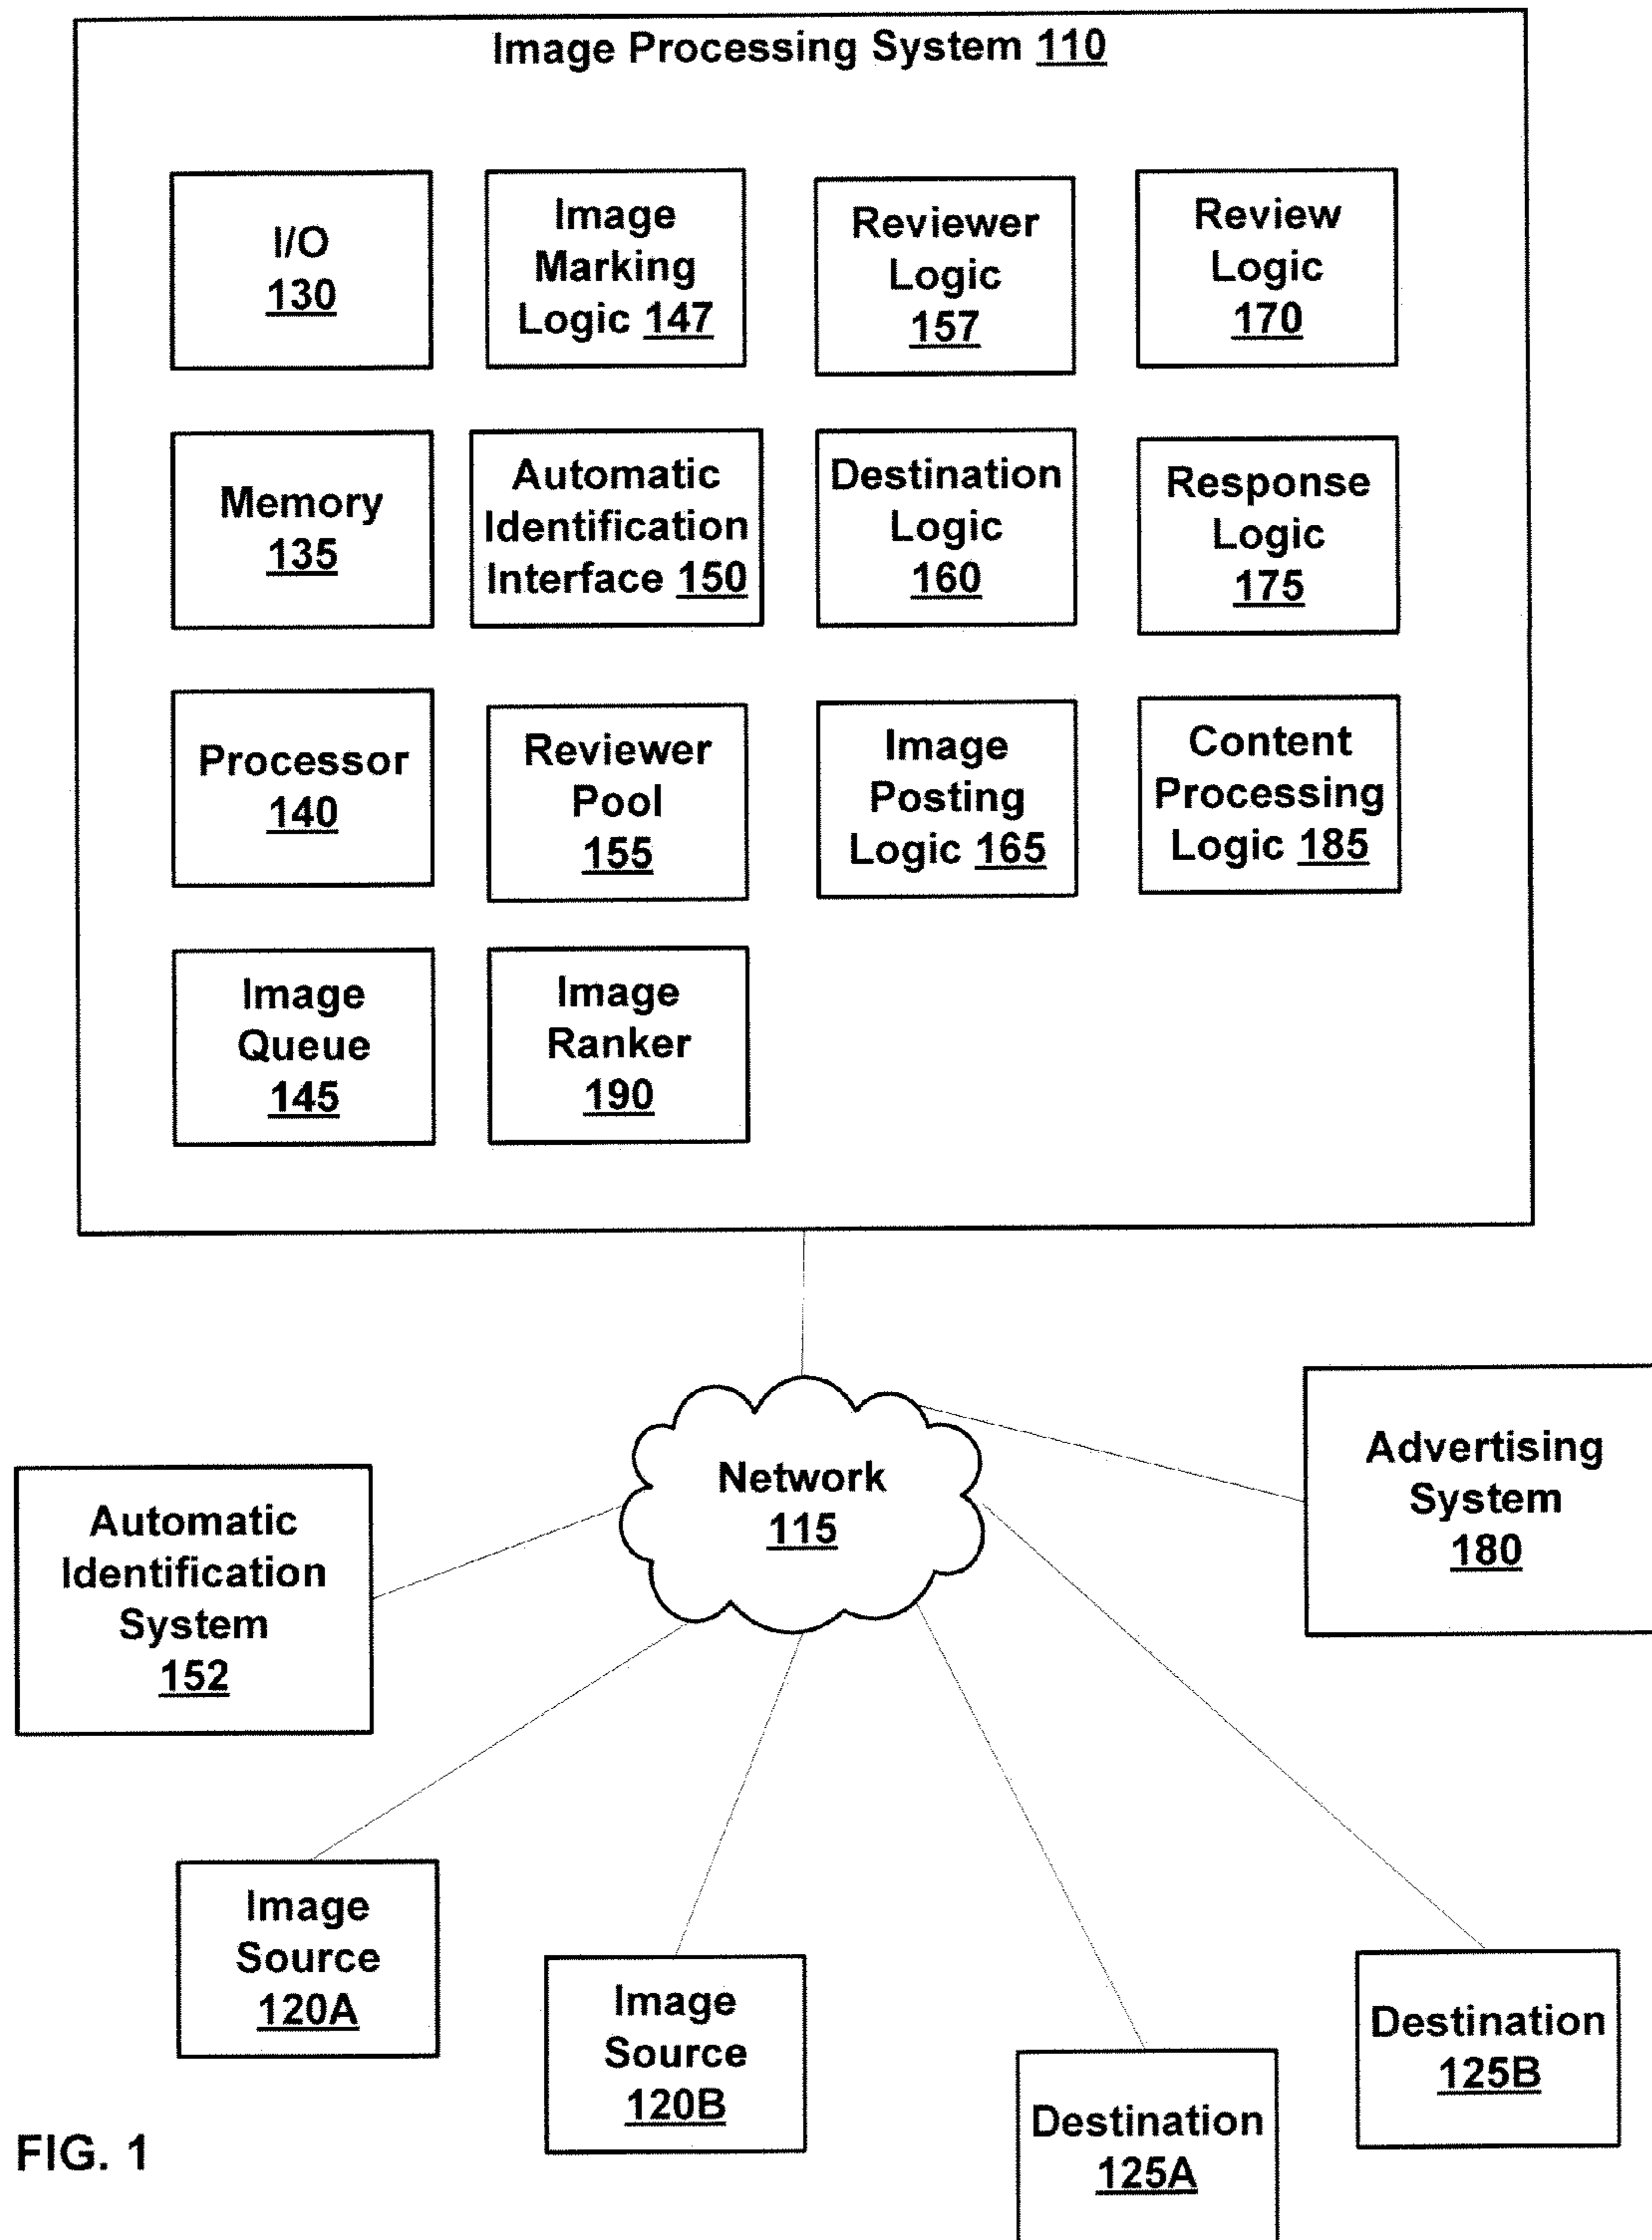 Image Processing System 110
I/O
130
Image
Marking
Logic 147
Reviewer
Logic
157
Review
Logic
170
Memory
135
Automatic
Identification
Interface 150
Destination
Logic
160
Response
Logic
175
Processor
140
Reviewer
Pool
155
Image
Posting
Logic 165
Content
Processing
Logic 185
Image
Queue
145
Image
Ranker
190
Network
115
Advertising
System
180
Automatic
Identification
System
152
Image
Source
120A
Image
Source
120B
Destination
125A
Destination
125B
FIG. 1